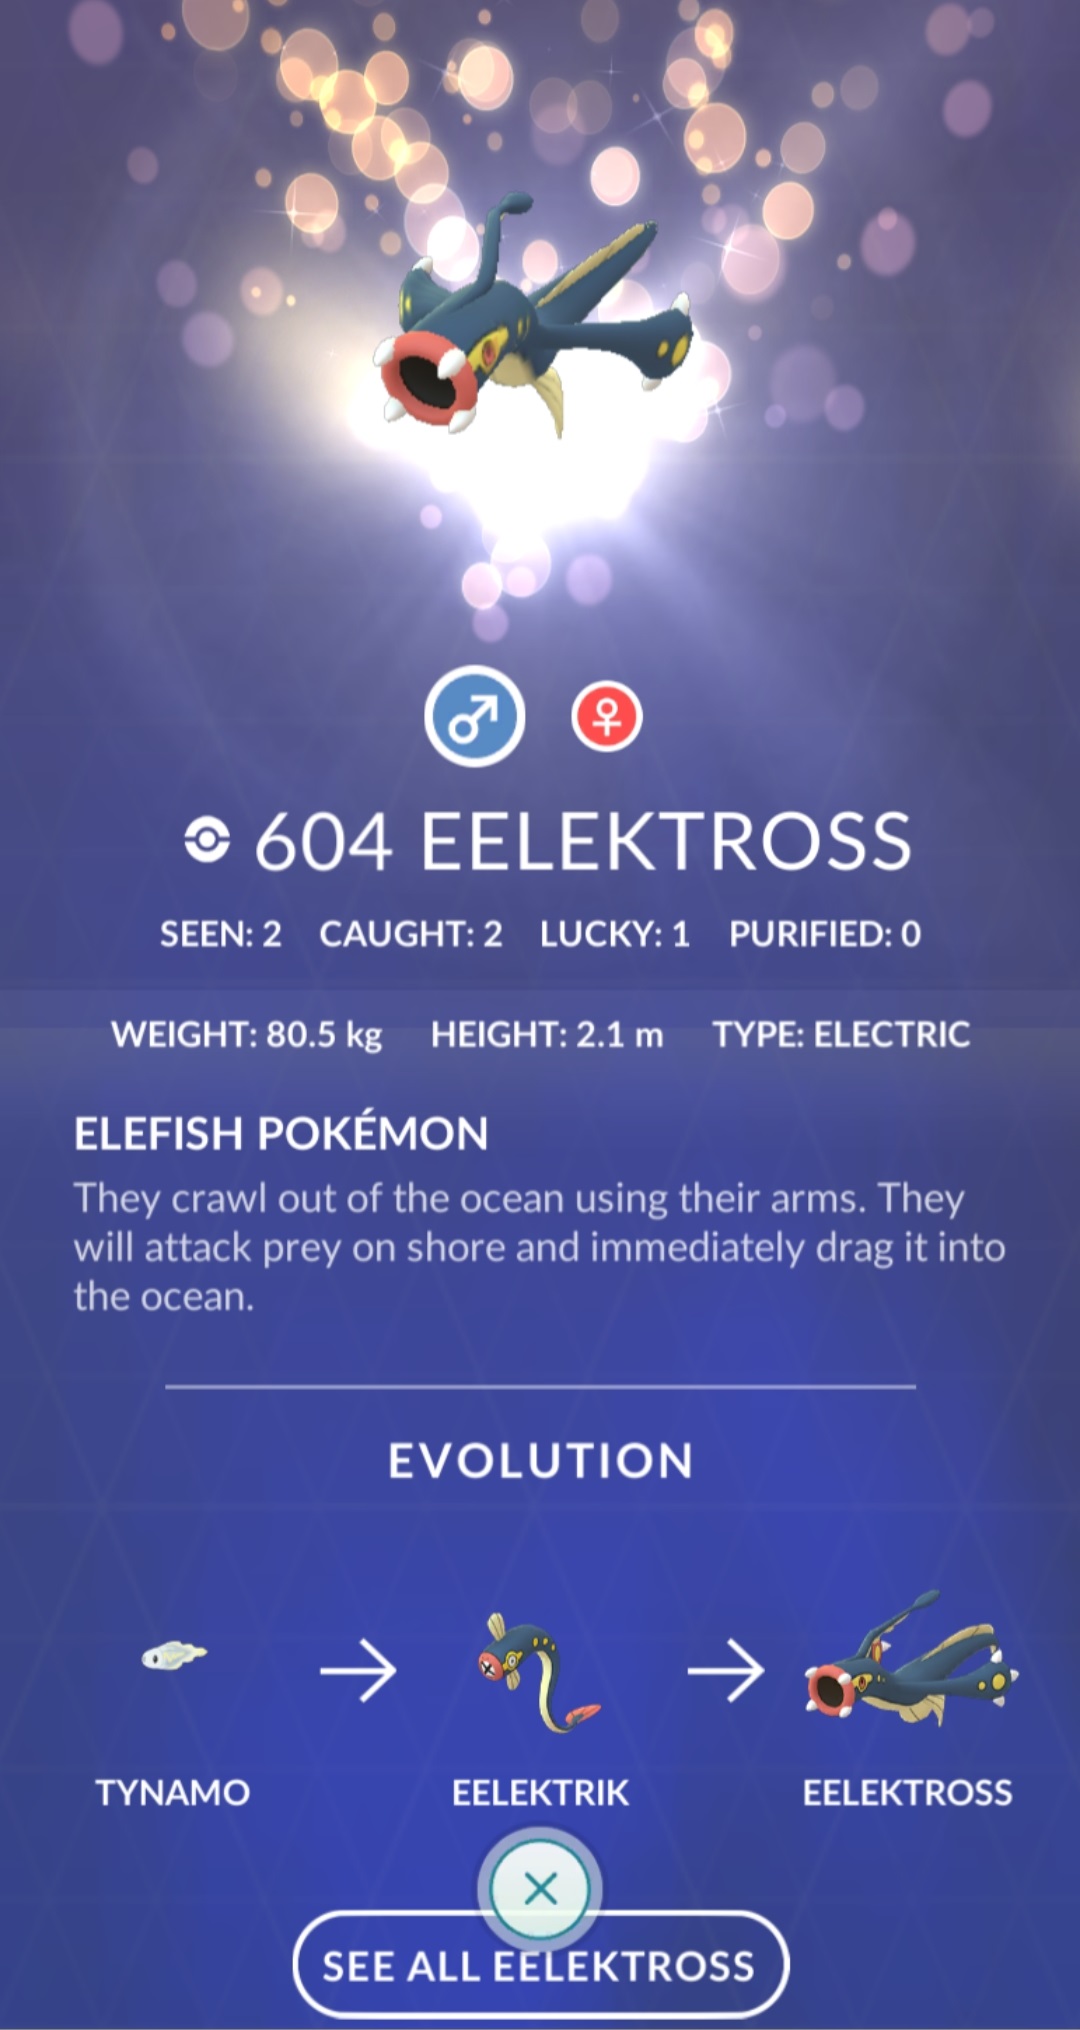 604 EELEKTROSS
SEEN: 2 CAUGHT: 2 LUCKY: 1 PURIFIED: 0
WEIGHT: 80.5 kg HEIGHT: 2.1 m TYPE: ELECTRIC
ELEFISH POKÉMON
They crawl out of the ocean using their arms. They
will attack prey on shore and immediately drag it into
the ocean.
EVOLUTION
TYNAMO EELEKTRIK EELEKTROSS
SEE ALL EELEKTROSS